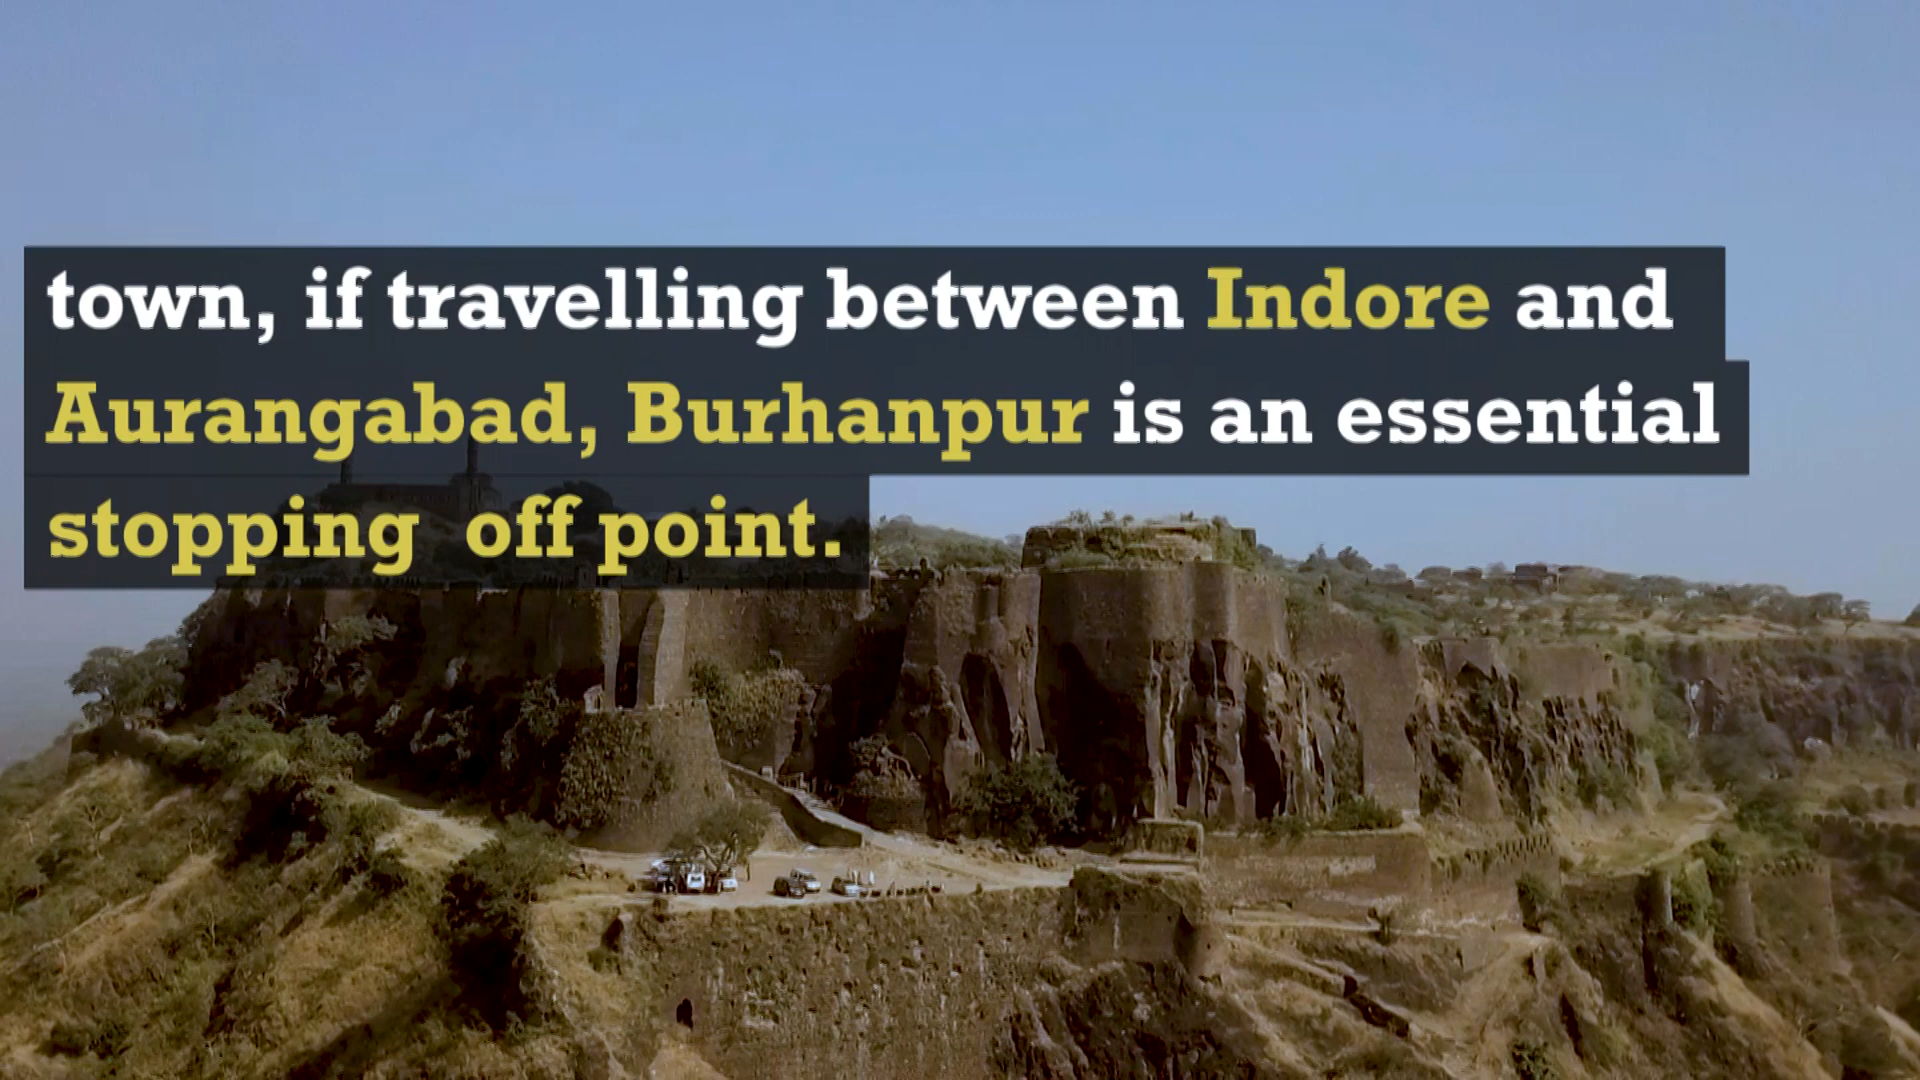 town, if travelling between Indore and
Aurangabad, Burhanpur is an essential
stopping  off point.